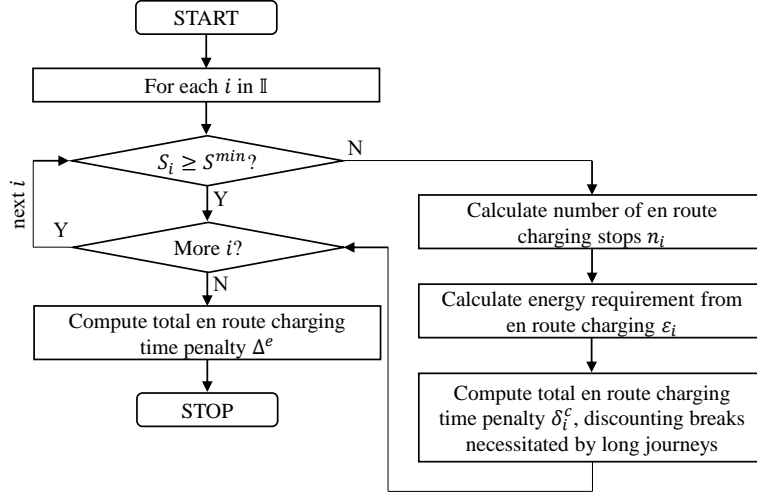 START
For each i in 𝕀
S_i ≥ S^min?
N
Y
next i
Y
More i?
N
Compute total en route charging
time penalty Δ^e
STOP
Calculate number of en route
charging stops n_i
Calculate energy requirement from
en route charging ε_i
Compute total en route charging
time penalty δ_i^c, discounting breaks
necessitated by long journeys